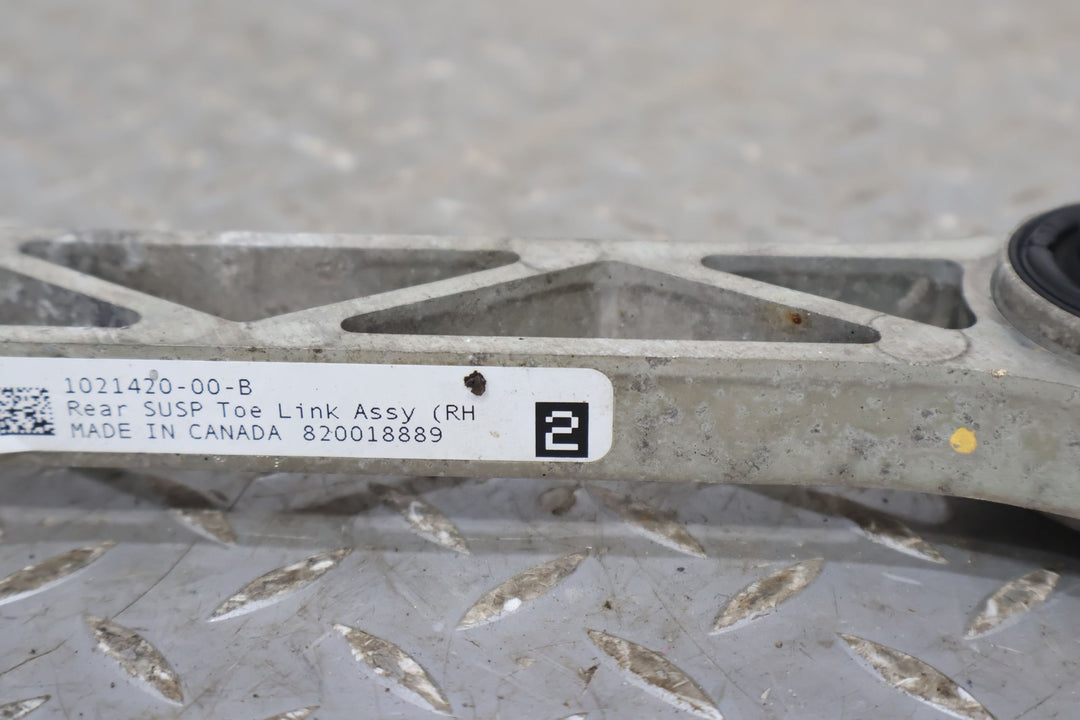 1021420-00-B
Rear SUSP Toe Link Assy (RH
MADE IN CANADA 820018889
2